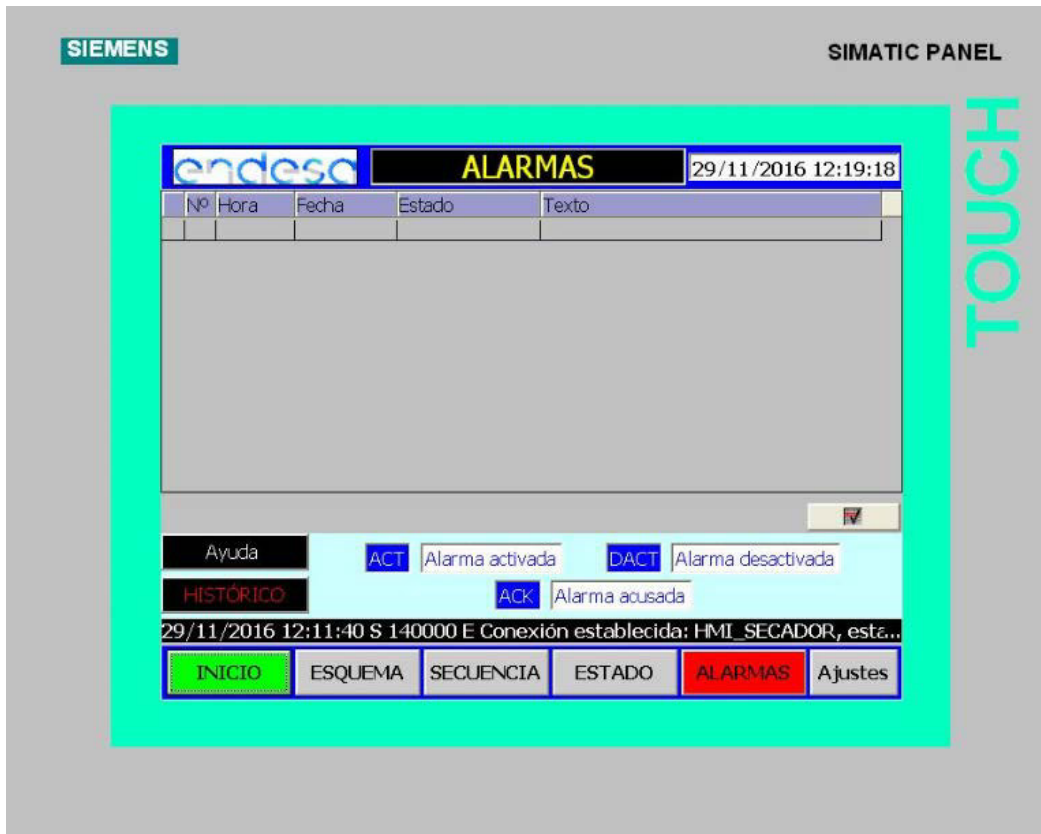 SIEMENS
SIMATIC PANEL
TOUCH
endesa ALARMAS 29/11/2016 12:19:18
Nº Hora Fecha Estado Texto
Ayuda ACT Alarma activada DACT Alarma desactivada
HISTÓRICO ACK Alarma acusada
29/11/2016 12:11:40 S 140000 E Conexión establecida: HMI_SECADOR, esta...
INICIO ESQUEMA SECUENCIA ESTADO ALARMAS Ajustes